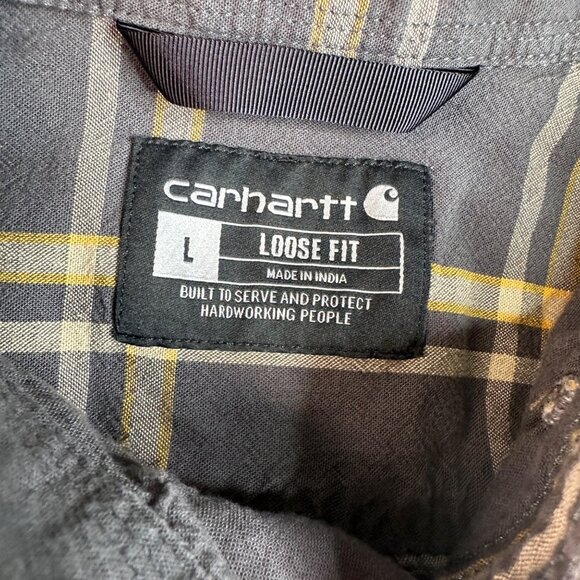 carhartt
L LOOSE FIT
MADE IN INDIA
BUILT TO SERVE AND PROTECT
HARDWORKING PEOPLE